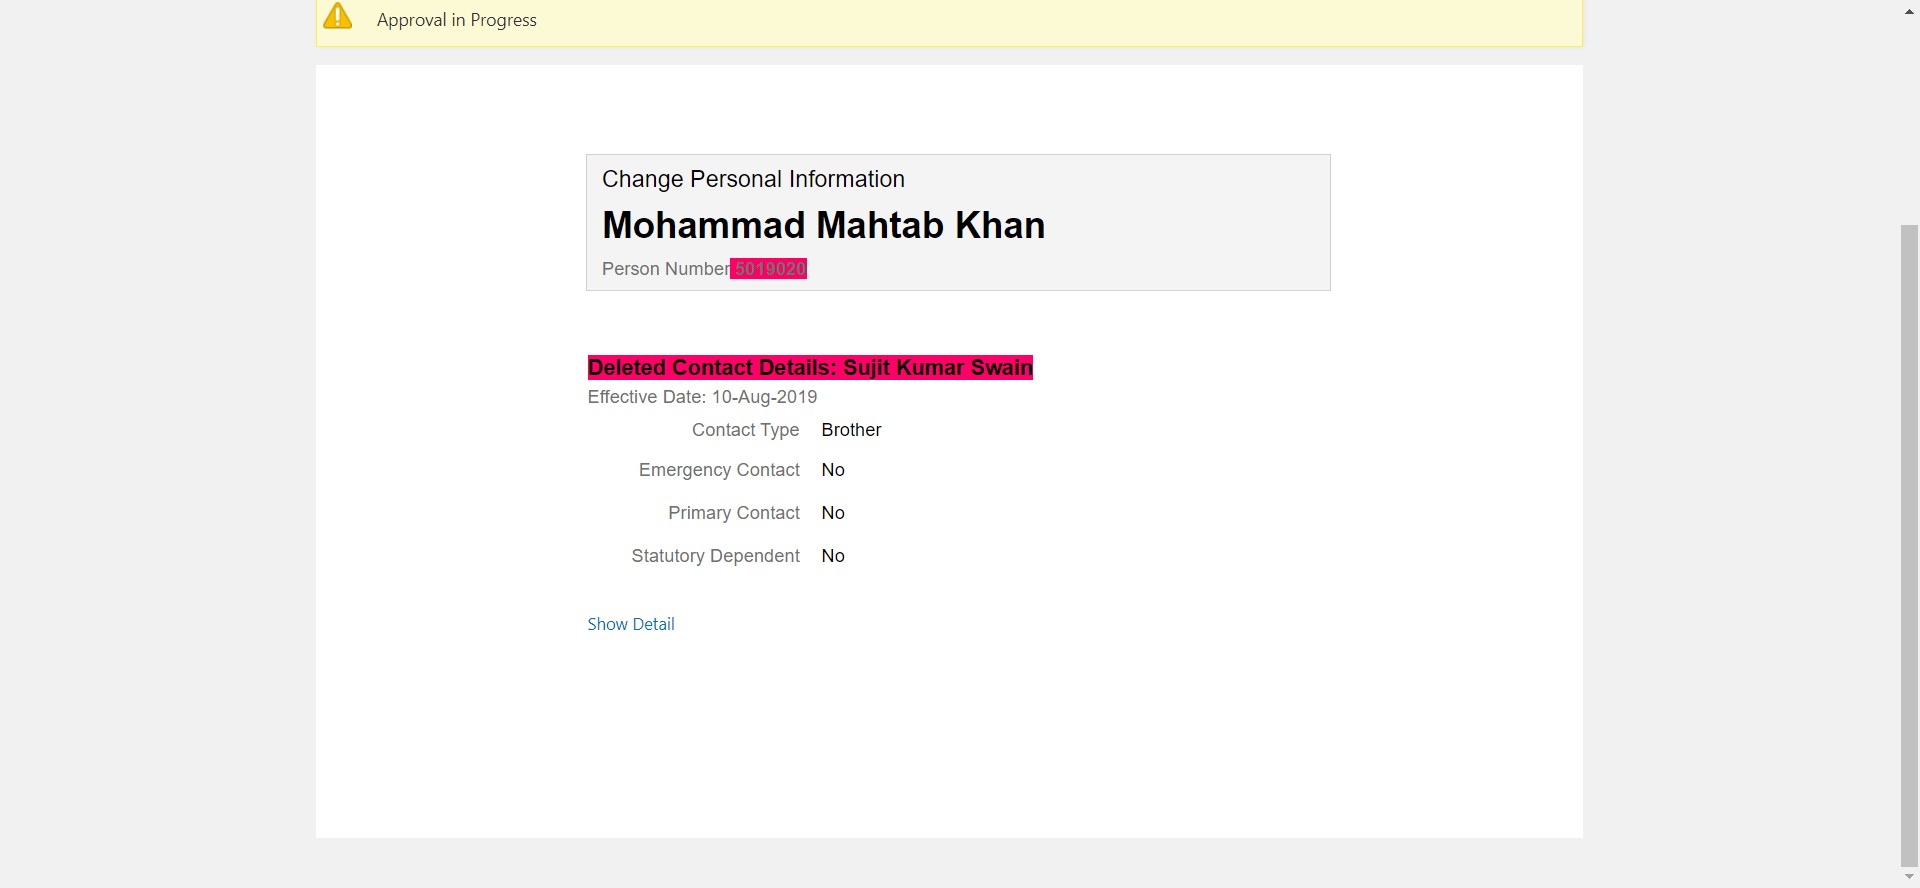 Approval in Progress
Change Personal Information
Mohammad Mahtab Khan
Person Number 5019020
Deleted Contact Details: Sujit Kumar Swain
Effective Date: 10-Aug-2019
Contact Type Brother
Emergency Contact No
Primary Contact No
Statutory Dependent No
Show Detail